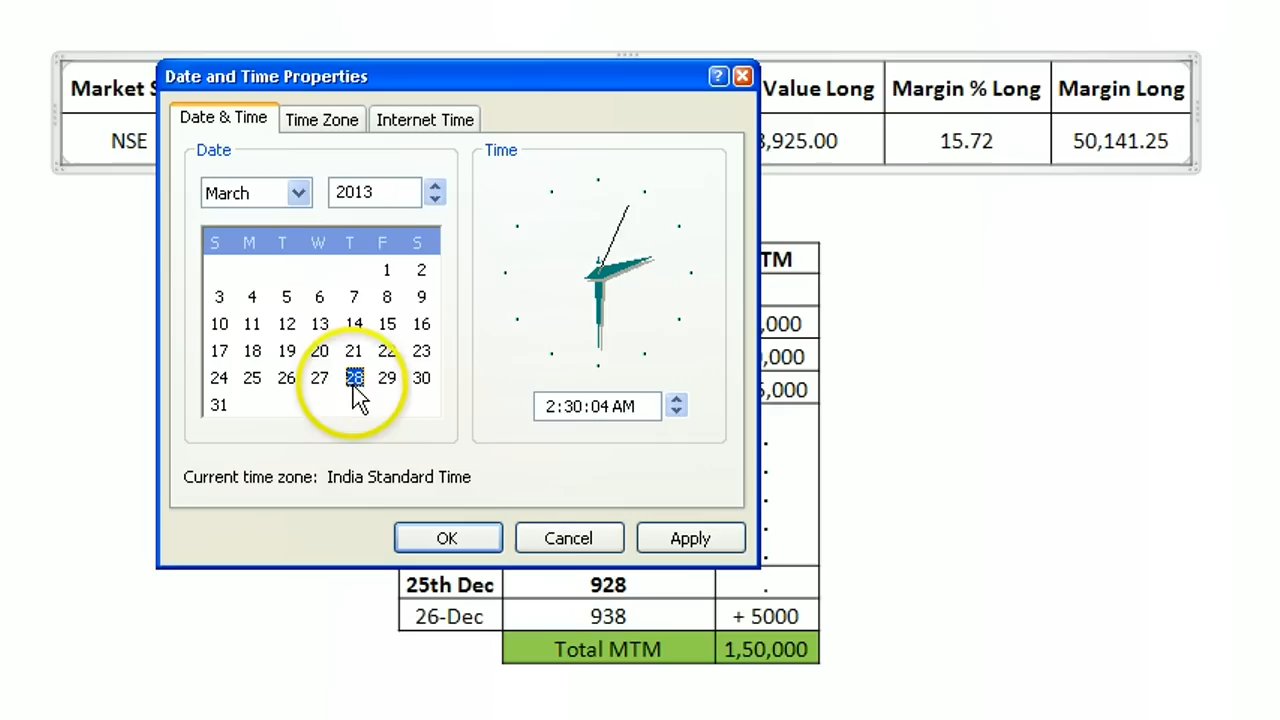 Market
Value Long Margin % Long Margin Long
NSE
,925.00 15.72 50,141.25
Date and Time Properties
Date & Time Time Zone Internet Time
Date
Time
March 2013
S M T W T F S
1 2
3 4 5 6 7 8 9
10 11 12 13 14 15 16
17 18 19 20 21 22 23
24 25 26 27 28 29 30
31
2:30:04 AM
Current time zone: India Standard Time
OK Cancel Apply
TM
,000
,000
,000
.
.
.
.
.
25th Dec 928 .
26-Dec 938 + 5000
Total MTM 1,50,000